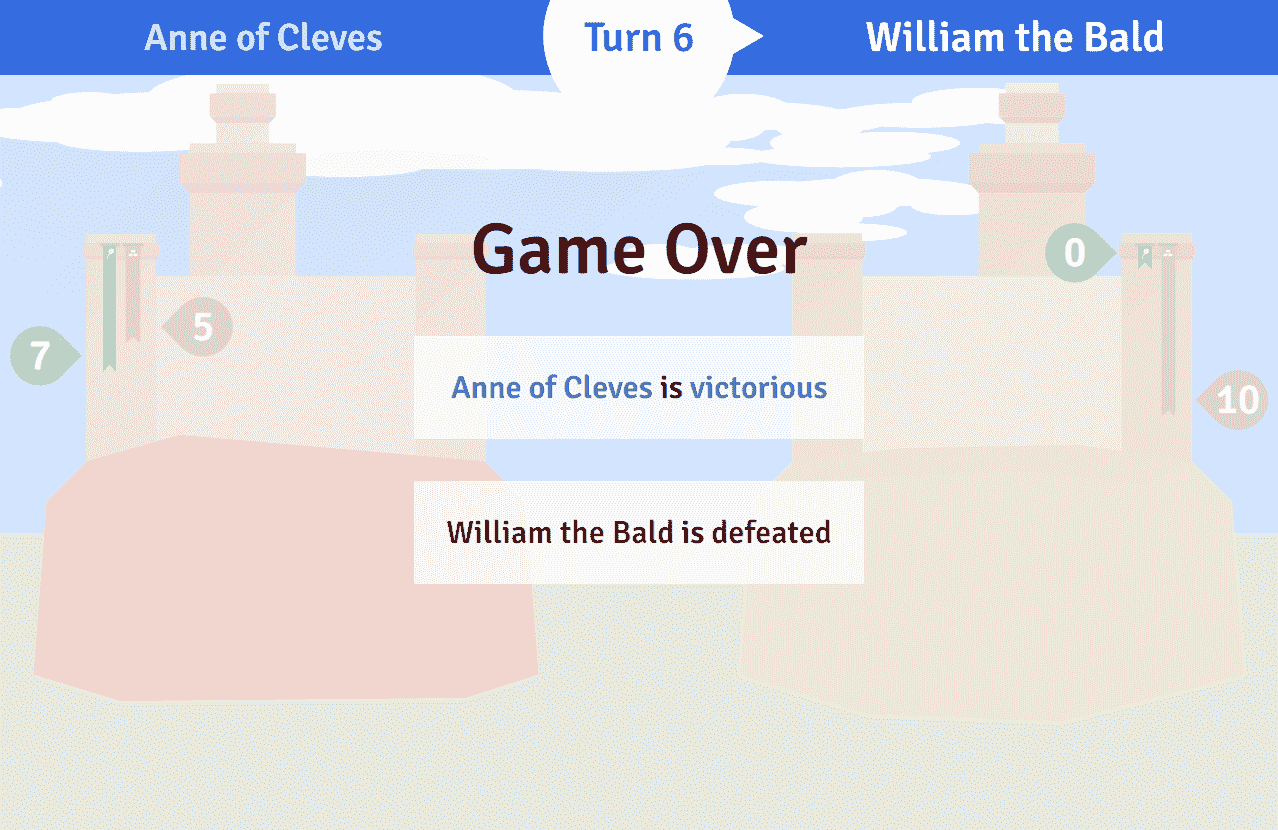 Anne of Cleves
Turn 6
William the Bald
Game Over
0
5
7
10
Anne of Cleves is victorious
William the Bald is defeated